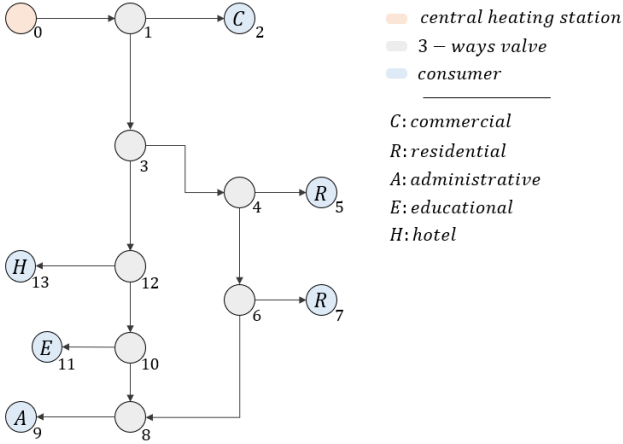 0
1
C
2
central heating station
3 − ways valve
consumer
C: commercial
R: residential
A: administrative
E: educational
H: hotel
3
4
R
5
H
13
12
6
R
7
E
11
10
A
9
8